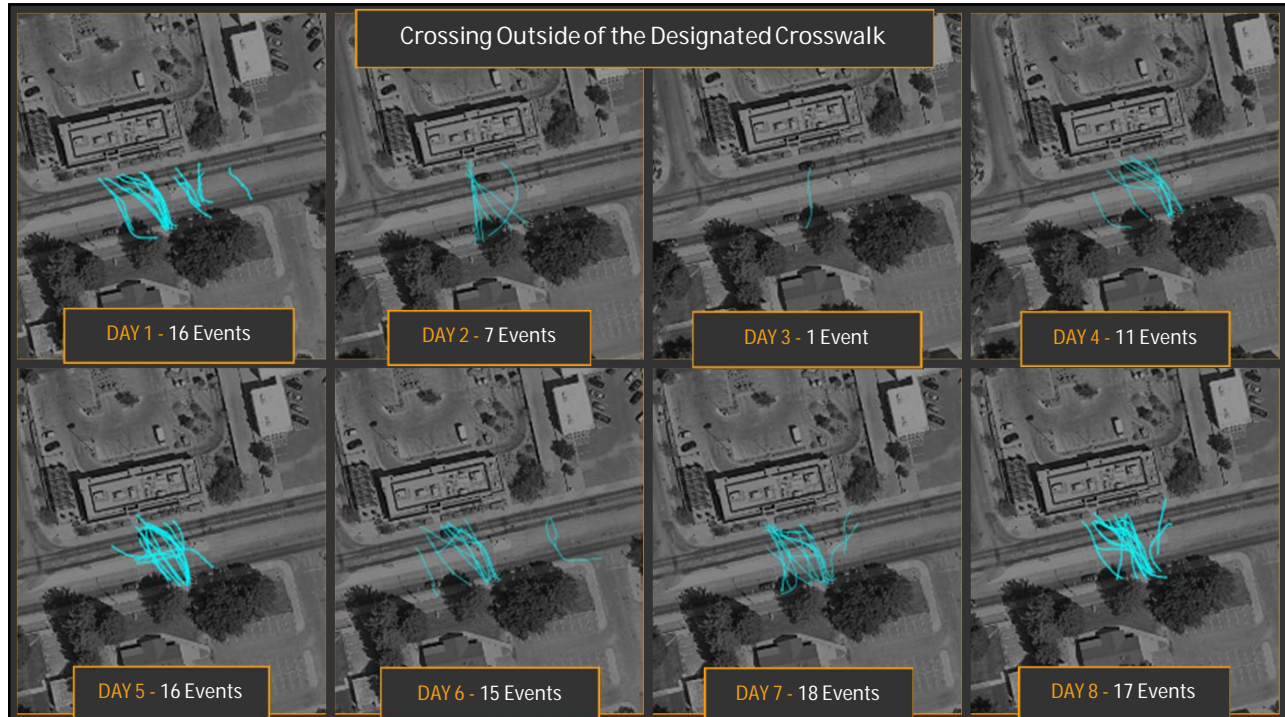 Crossing Outside of the Designated Crosswalk
DAY 1 - 16 Events
DAY 2 - 7 Events
DAY 3 - 1 Event
DAY 4 - 11 Events
DAY 5 - 16 Events
DAY 6 - 15 Events
DAY 7 - 18 Events
DAY 8 - 17 Events